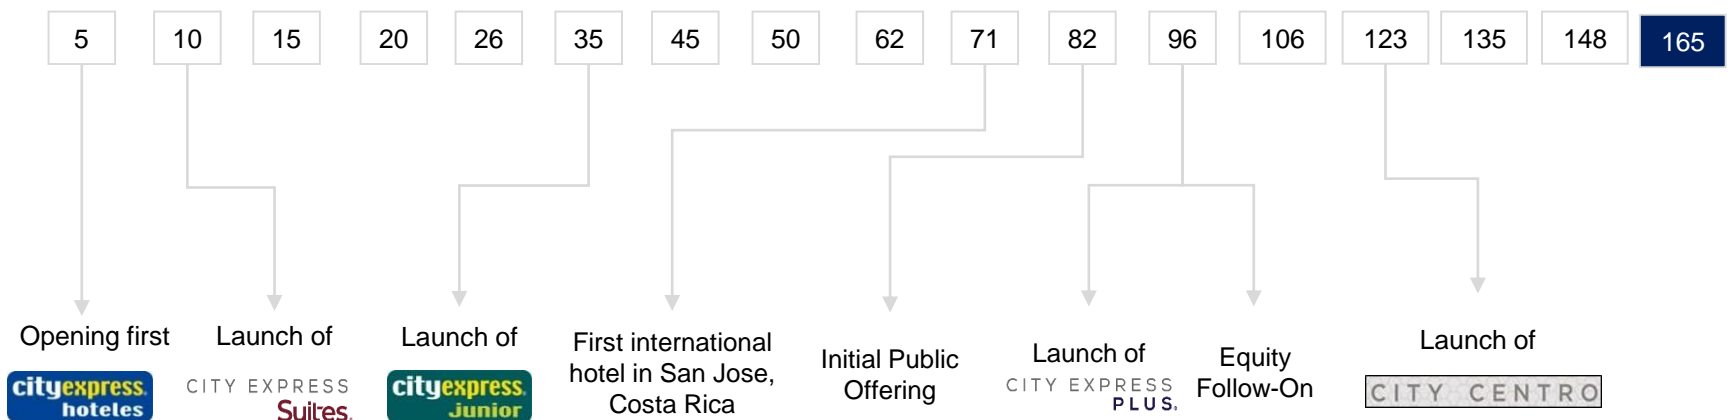 5 10 15 20 26 35 45 50 62 71 82 96 106 123 135 148 165
Opening first
cityexpress.
hoteles
Launch of
CITY EXPRESS
Suites.
Launch of
cityexpress.
junior
First international
hotel in San Jose,
Costa Rica
Initial Public
Offering
Launch of
CITY EXPRESS
PLUS.
Equity
Follow-On
Launch of
CITY CENTRO